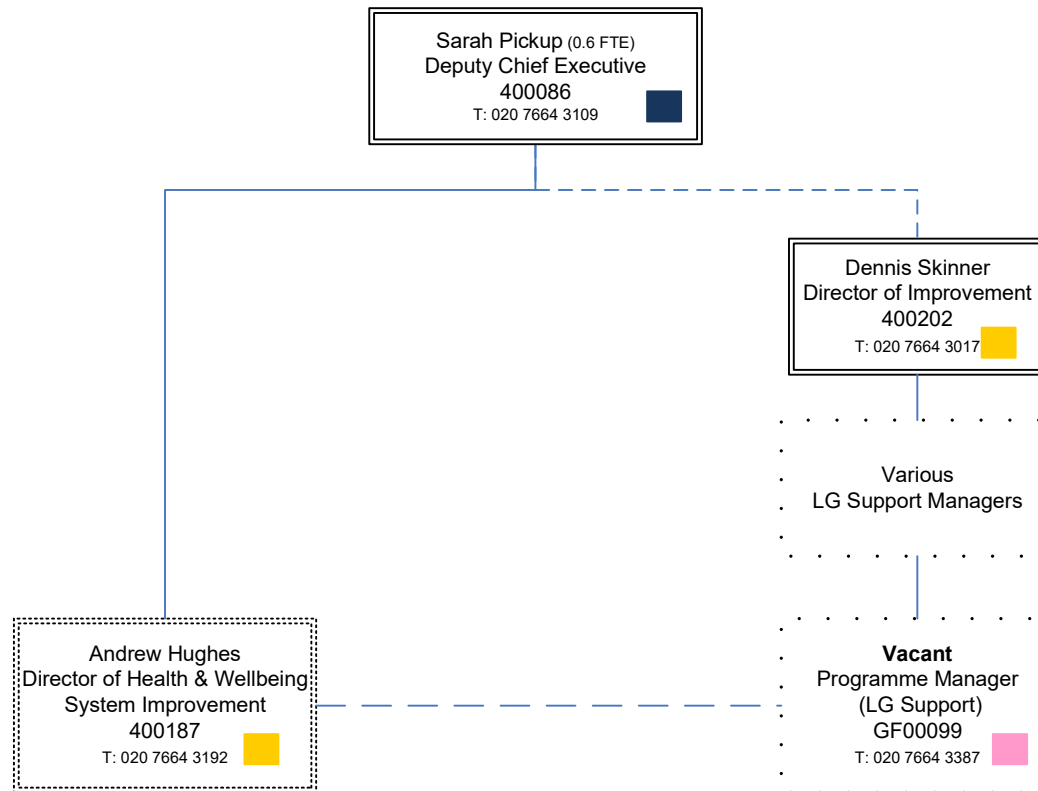 Sarah Pickup (0.6 FTE)
Deputy Chief Executive
400086
T: 020 7664 3109
Dennis Skinner
Director of Improvement
400202
T: 020 7664 3017
Various
LG Support Managers
Andrew Hughes
Director of Health & Wellbeing
System Improvement
400187
T: 020 7664 3192
Vacant
Programme Manager
(LG Support)
GF00099
T: 020 7664 3387